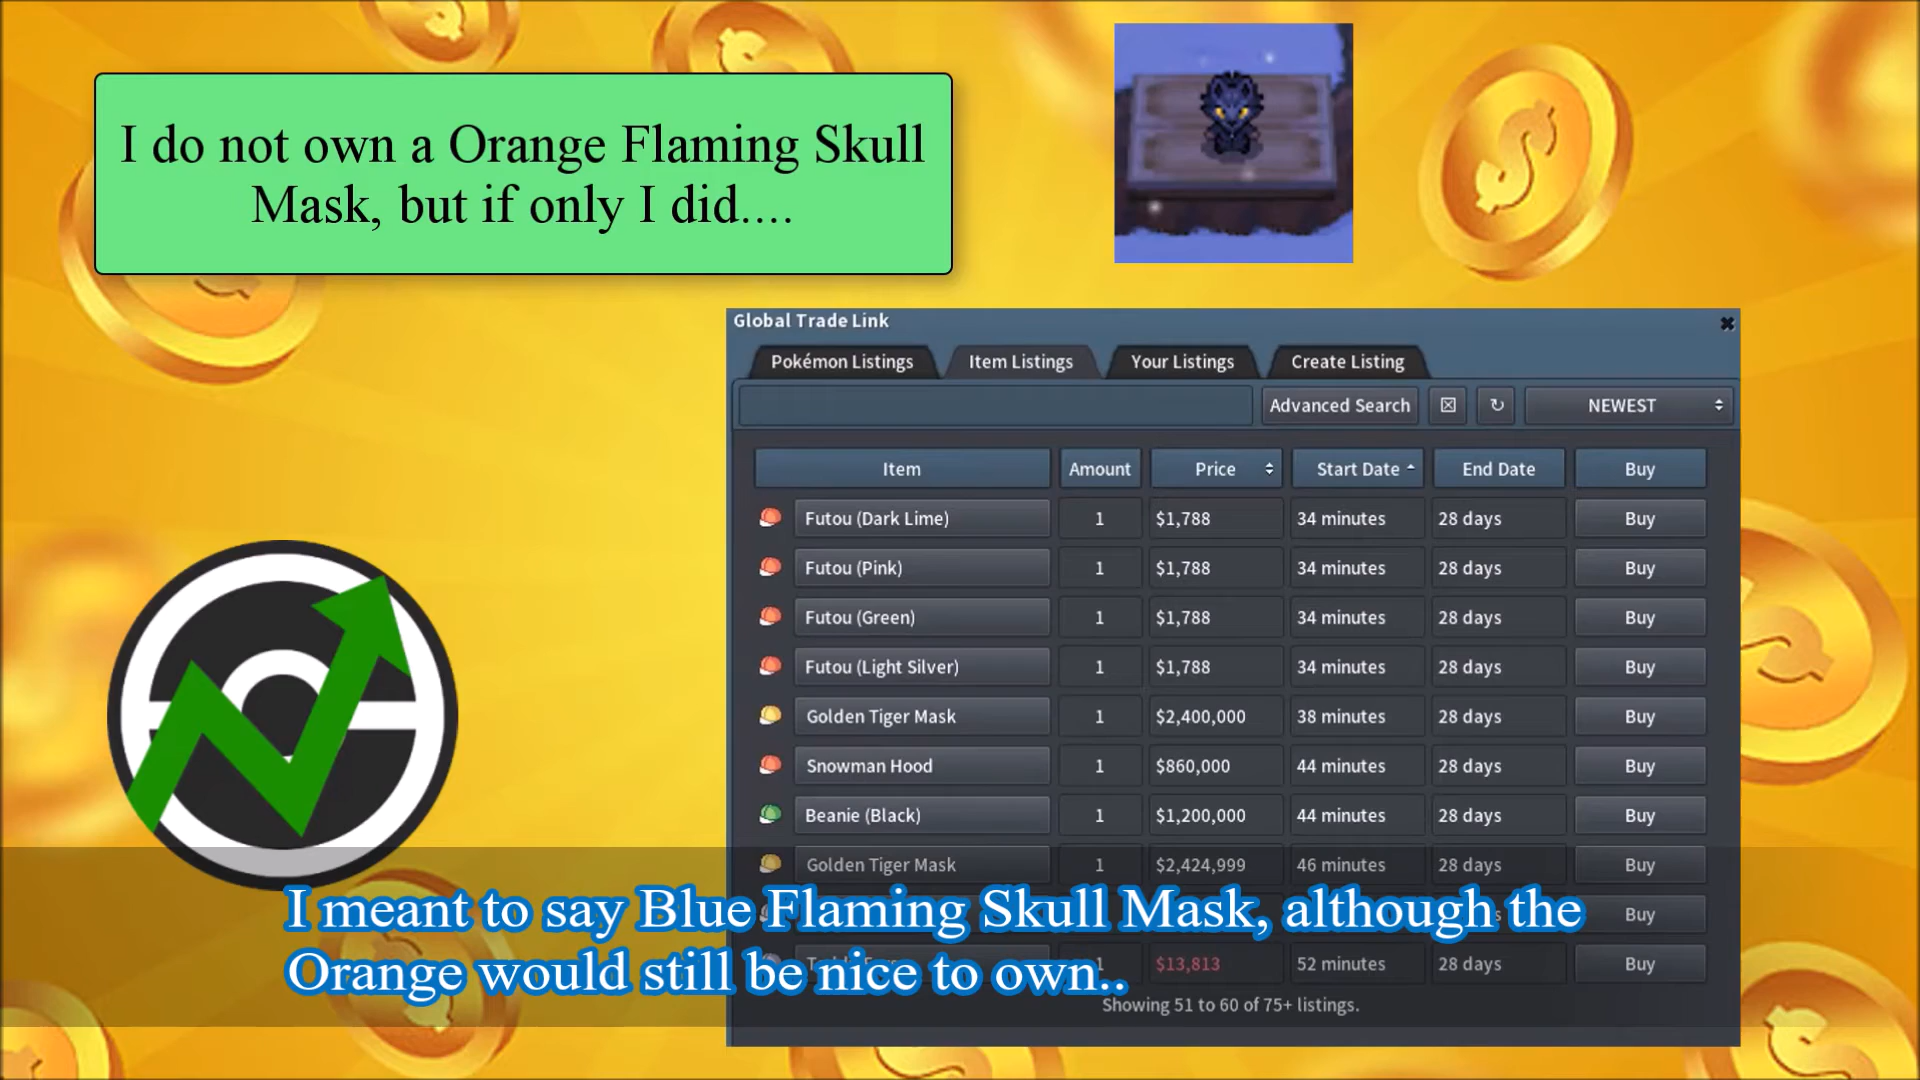 I do not own a Orange Flaming Skull
Mask, but if only I did....
Global Trade Link
Pokémon Listings Item Listings Your Listings Create Listing
Advanced Search NEWEST
Item Amount Price Start Date End Date Buy
Futou (Dark Lime) 1 $1,788 34 minutes 28 days Buy
Futou (Pink) 1 $1,788 34 minutes 28 days Buy
Futou (Green) 1 $1,788 34 minutes 28 days Buy
Futou (Light Silver) 1 $1,788 34 minutes 28 days Buy
Golden Tiger Mask 1 $2,400,000 38 minutes 28 days Buy
Snowman Hood 1 $860,000 44 minutes 28 days Buy
Beanie (Black) 1 $1,200,000 44 minutes 28 days Buy
Golden Tiger Mask 1 $2,424,999 46 minutes 28 days Buy
Buy
1 $13,813 52 minutes 28 days Buy
Showing 51 to 60 of 75+ listings.
I meant to say Blue Flaming Skull Mask, although the
Orange would still be nice to own..